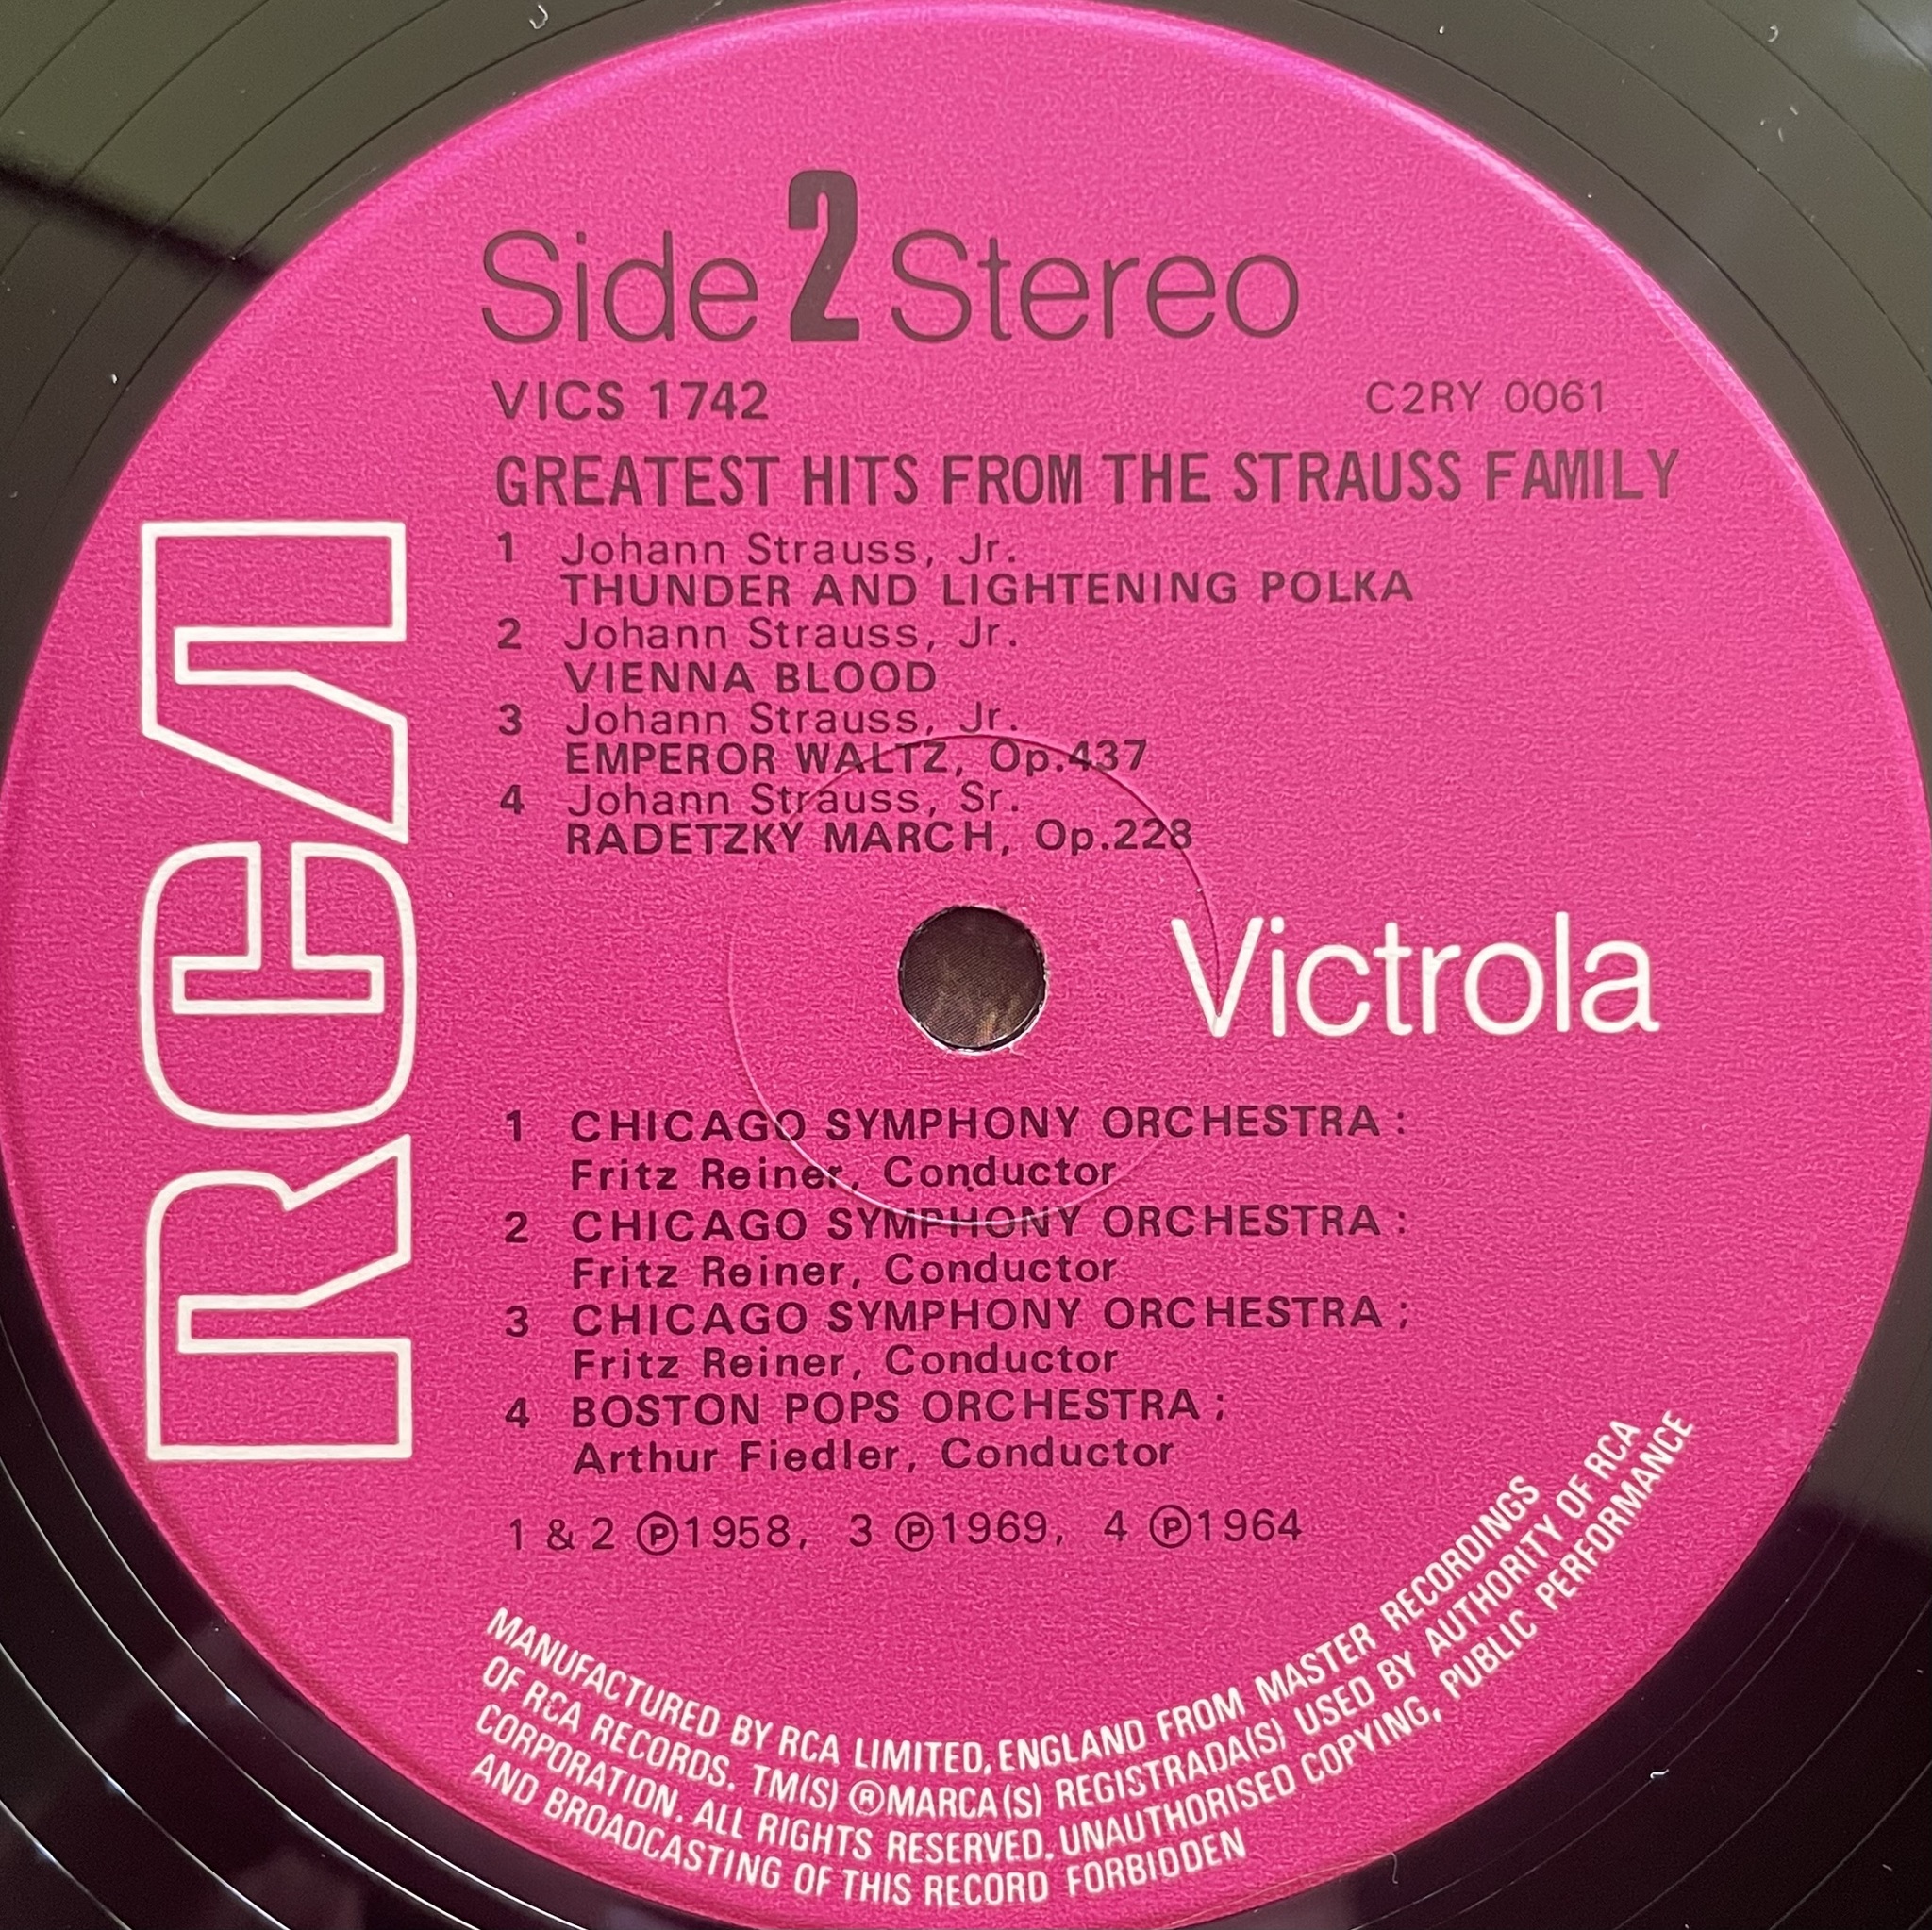 Side 2 Stereo
VICS 1742 C2RY 0061
GREATEST HITS FROM THE STRAUSS FAMILY
1 Johann Strauss, Jr.
THUNDER AND LIGHTENING POLKA
2 Johann Strauss, Jr.
VIENNA BLOOD
3 Johann Strauss, Jr.
EMPEROR WALTZ, Op.437
4 Johann Strauss, Sr.
RADETZKY MARCH, Op.228
RCA
Victrola
1 CHICAGO SYMPHONY ORCHESTRA :
Fritz Reiner, Conductor
2 CHICAGO SYMPHONY ORCHESTRA :
Fritz Reiner, Conductor
3 CHICAGO SYMPHONY ORCHESTRA ;
Fritz Reiner, Conductor
4 BOSTON POPS ORCHESTRA ;
Arthur Fiedler, Conductor
1 & 2 ℗1958, 3 ℗1969, 4 ℗1964
MANUFACTURED BY RCA LIMITED, ENGLAND FROM MASTER RECORDINGS
OF RCA RECORDS. TM(S) ®MARCA(S) REGISTRADA(S) USED BY AUTHORITY OF RCA
CORPORATION. ALL RIGHTS RESERVED. UNAUTHORISED COPYING, PUBLIC PERFORMANCE
AND BROADCASTING OF THIS RECORD FORBIDDEN